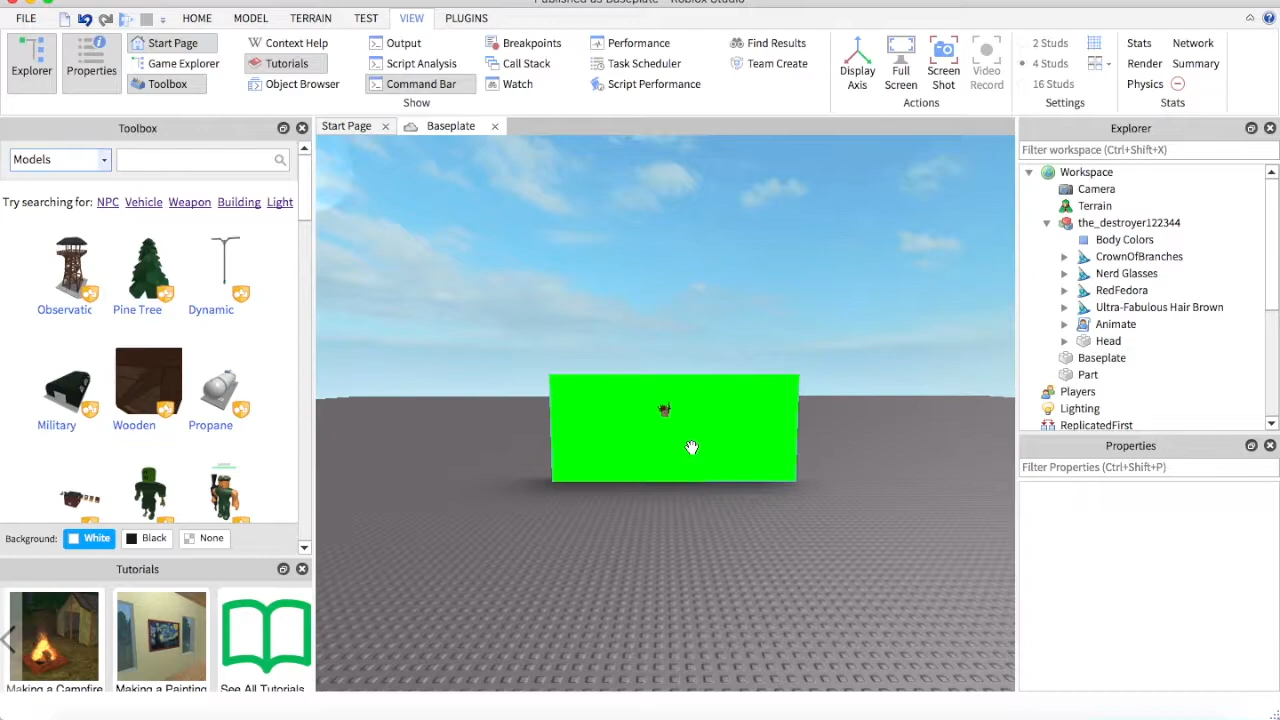 Published as Baseplate - Roblox Studio
FILE HOME MODEL TERRAIN TEST VIEW PLUGINS
Explorer
Properties
Start Page
Game Explorer
Toolbox
Context Help
Tutorials
Object Browser
Output
Script Analysis
Command Bar
Breakpoints
Call Stack
Watch
Performance
Task Scheduler
Script Performance
Find Results
Team Create
Show
Display Axis
Full Screen
Screen Shot
Video Record
Actions
2 Studs
4 Studs
16 Studs
Settings
Stats Network
Render Summary
Physics
Stats
Toolbox
Models
Try searching for: NPC Vehicle Weapon Building Light
Observatic Pine Tree Dynamic
Military Wooden Propane
Background: White Black None
Tutorials
Making a Campfire Making a Painting See All Tutorials
Start Page Baseplate
Explorer
Filter workspace (Ctrl+Shift+X)
Workspace
Camera
Terrain
the_destroyer122344
Body Colors
CrownOfBranches
Nerd Glasses
RedFedora
Ultra-Fabulous Hair Brown
Animate
Head
Baseplate
Part
Players
Lighting
ReplicatedFirst
Properties
Filter Properties (Ctrl+Shift+P)